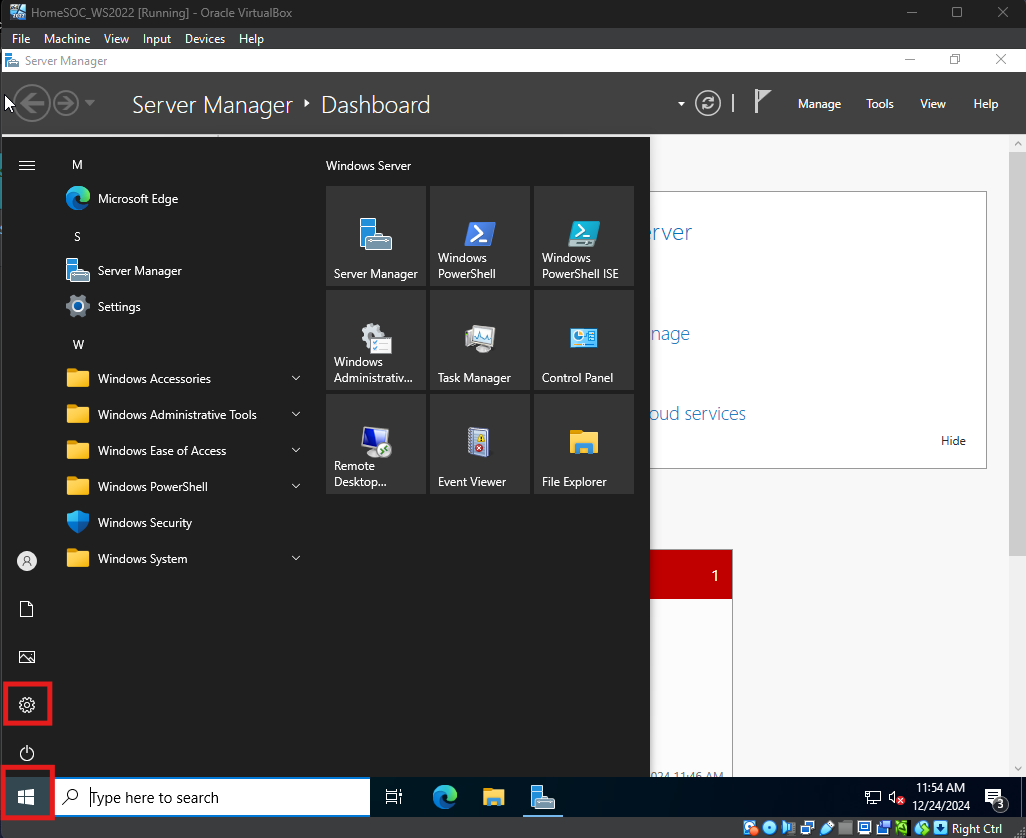 HomeSOC_WS2022 [Running] - Oracle VirtualBox
File Machine View Input Devices Help
Server Manager
Server Manager Dashboard
Manage Tools View Help
M
Microsoft Edge
S
Server Manager
Settings
W
Windows Accessories
Windows Administrative Tools
Windows Ease of Access
Windows PowerShell
Windows Security
Windows System
Windows Server
Server Manager
Windows
PowerShell
Windows
PowerShell ISE
Windows
Administrativ...
Task Manager
Control Panel
Remote
Desktop...
Event Viewer
File Explorer
erver
nage
oud services
Hide
1
024 11:46 AM
Type here to search
11:54 AM
12/24/2024
3
Right Ctrl